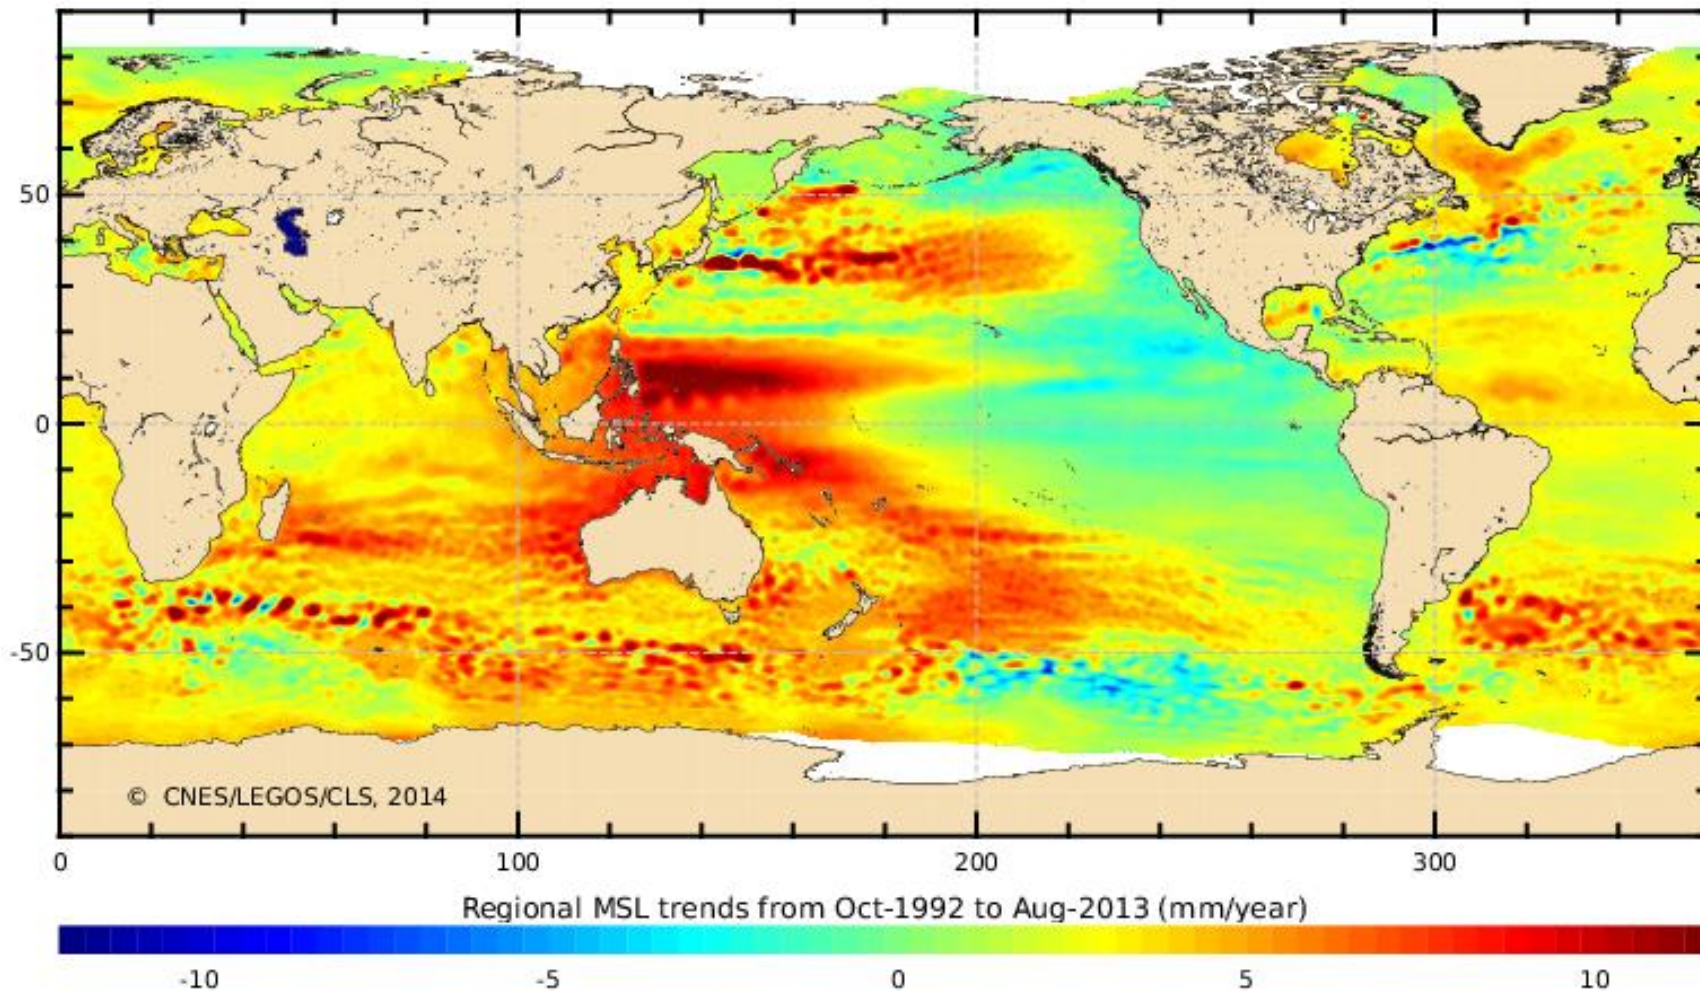 50
0
-50
© CNES/LEGOS/CLS, 2014
0 100 200 300
Regional MSL trends from Oct-1992 to Aug-2013 (mm/year)
-10 -5 0 5 10